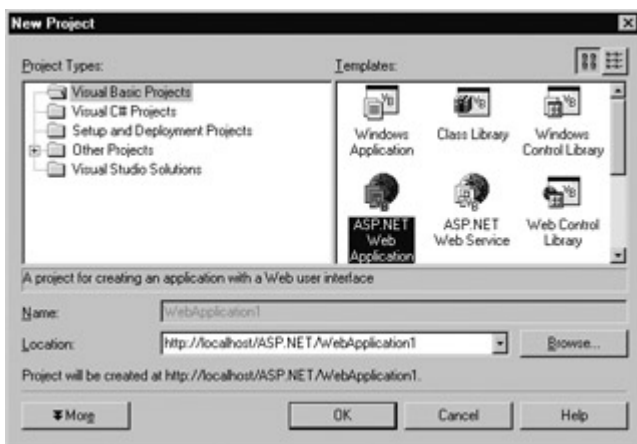 New Project
Project Types:
Templates:
Visual Basic Projects
Visual C# Projects
Setup and Deployment Projects
Other Projects
Visual Studio Solutions
Windows
Application
Class Library
Windows
Control Library
ASP.NET
Web
Application
ASP.NET
Web Service
Web Control
Library
A project for creating an application with a Web user interface
Name:
WebApplication1
Location:
http://localhost/ASP.NET/WebApplication1
Browse...
Project will be created at http://localhost/ASP.NET/WebApplication1.
More
OK
Cancel
Help